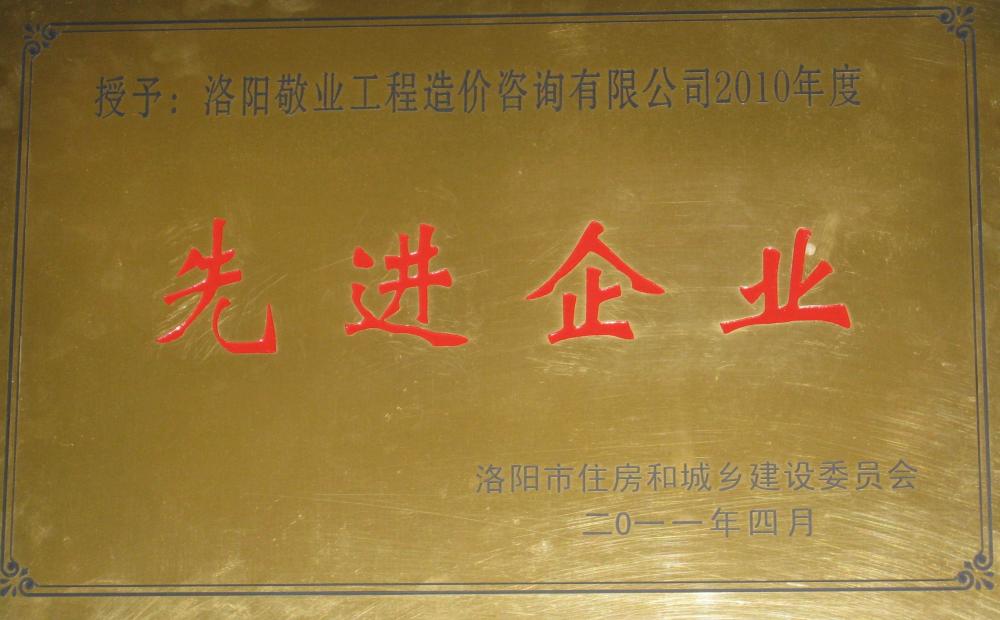 授予：洛阳敬业工程造价咨询有限公司2010年度
先进企业
洛阳市住房和城乡建设委员会
二0一一年四月